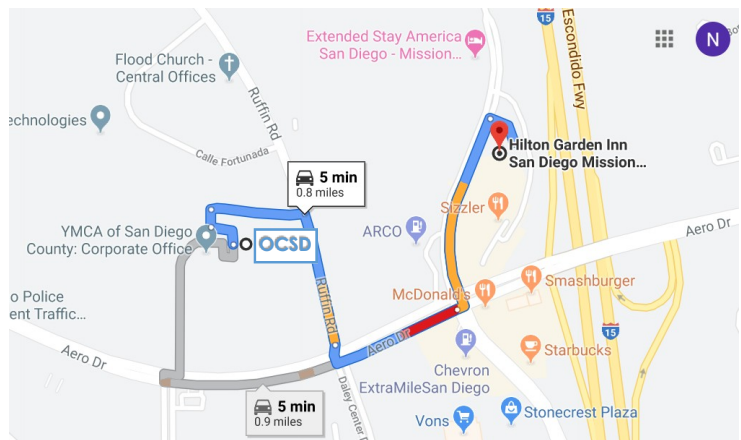 Extended Stay America
San Diego - Mission...
15
Escondido Fwy
N
Flood Church -
Central Offices
echnologies
Ruffin Rd
Calle Fortunada
Hilton Garden Inn
San Diego Mission...
5 min
0.8 miles
Sizzler
YMCA of San Diego
County: Corporate Office
OCSD
ARCO
Aero Dr
McDonald's
Smashburger
o Police
ent Traffic...
Ruffin Rd
15
Aero Dr
Aero Dr
Starbucks
Chevron
ExtraMileSan Diego
5 min
0.9 miles
Daley Center
Vons
Stonecrest Plaza